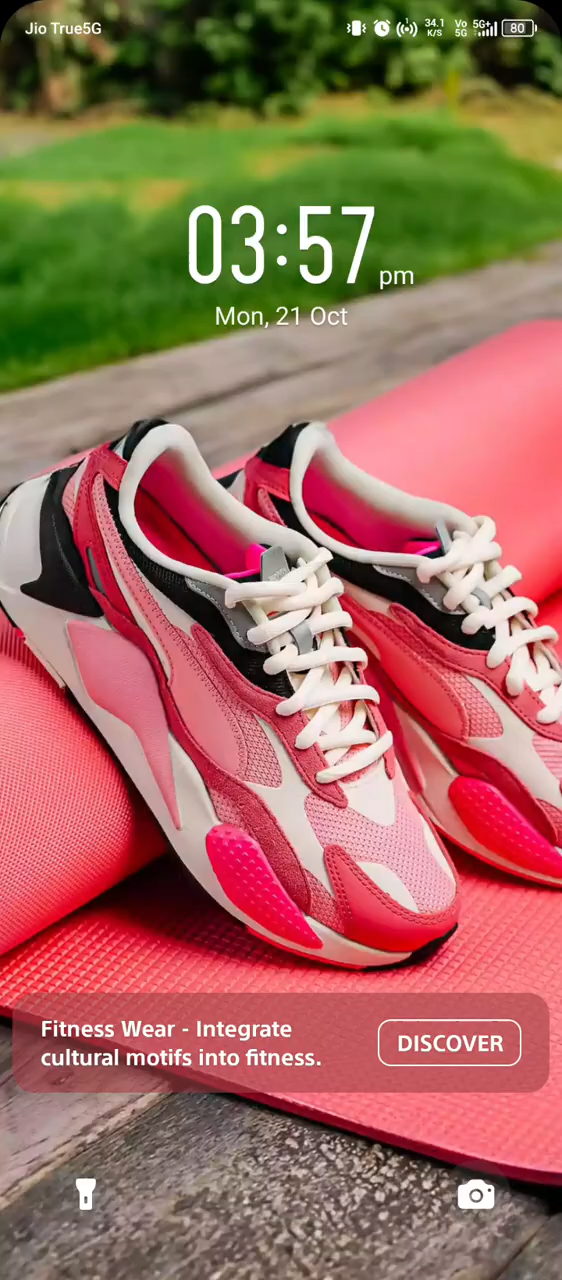 Jio True5G
34.1
K/S
Vo
5G
5G+
80
03:57 pm
Mon, 21 Oct
Fitness Wear - Integrate
cultural motifs into fitness.
DISCOVER